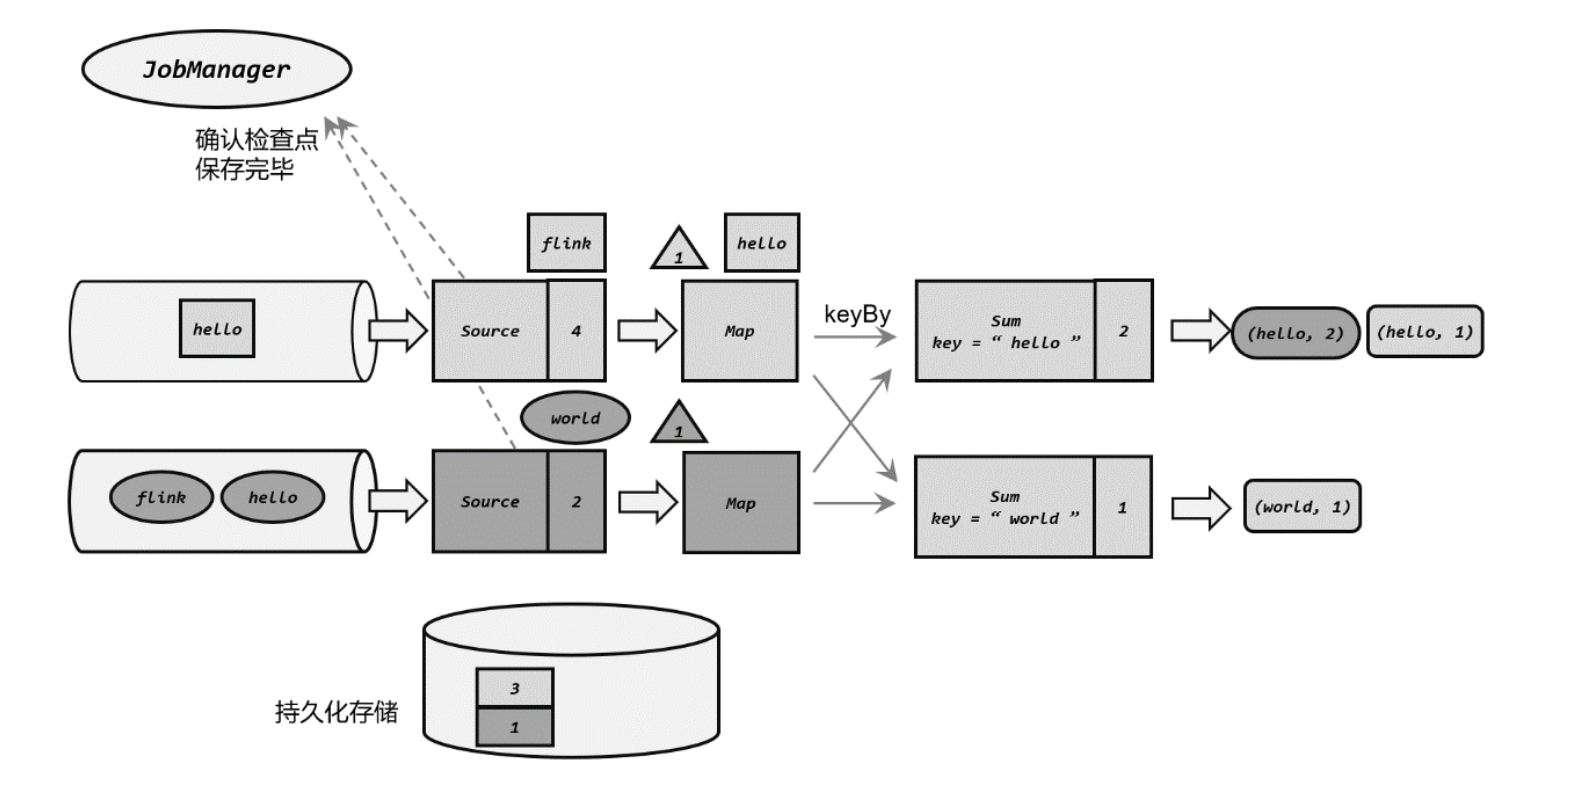 JobManager
确认检查点
保存完毕
flink
1
hello
hello
Source
4
Map
keyBy
Sum
key = “ hello ”
2
(hello, 2)
(hello, 1)
world
1
flink
hello
Source
2
Map
Sum
key = “ world ”
1
(world, 1)
3
持久化存储
1